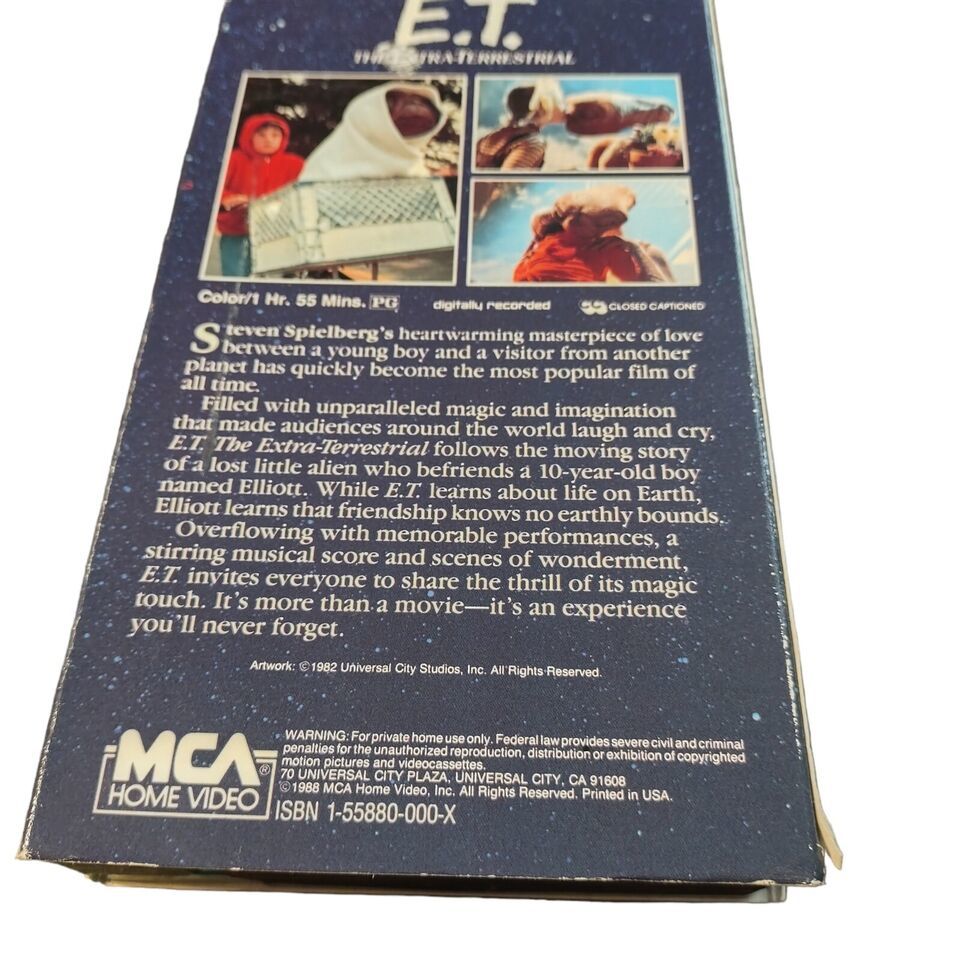 E.T.
THE EXTRA-TERRESTRIAL
Color/1 Hr. 55 Mins. PG digitally recorded CLOSED CAPTIONED
Steven Spielberg's heartwarming masterpiece of love
between a young boy and a visitor from another
planet has quickly become the most popular film of
all time.
Filled with unparalleled magic and imagination
that made audiences around the world laugh and cry,
E.T. The Extra-Terrestrial follows the moving story
of a lost little alien who befriends a 10-year-old boy
named Elliott. While E.T. learns about life on Earth,
Elliott learns that friendship knows no earthly bounds.
Overflowing with memorable performances, a
stirring musical score and scenes of wonderment,
E.T. invites everyone to share the thrill of its magic
touch. It's more than a movie—it's an experience
you'll never forget.
Artwork: ©1982 Universal City Studios, Inc. All Rights Reserved.
MCA®
HOME VIDEO
WARNING: For private home use only. Federal law provides severe civil and criminal
penalties for the unauthorized reproduction, distribution or exhibition of copyrighted
motion pictures and videocassettes.
70 UNIVERSAL CITY PLAZA, UNIVERSAL CITY, CA 91608
©1988 MCA Home Video, Inc. All Rights Reserved. Printed in USA.
ISBN 1-55880-000-X